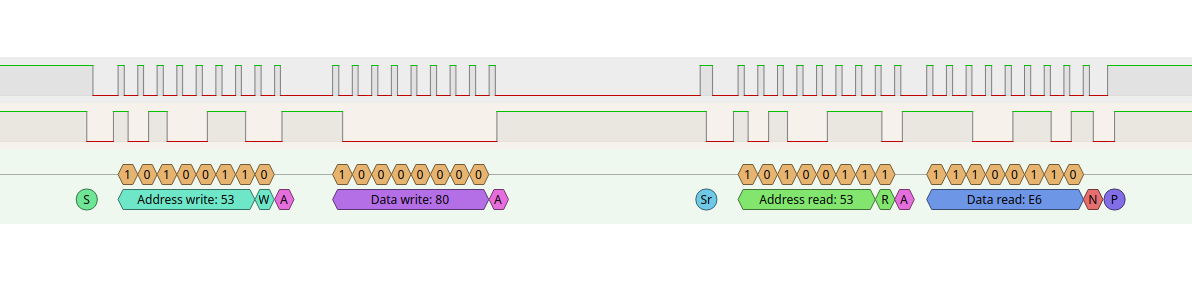 1 0 1 0 0 1 1 0 1 0 0 0 0 0 0 0 1 0 1 0 0 1 1 1 1 1 1 0 0 1 1 0
S Address write: 53 W A Data write: 80 A Sr Address read: 53 R A Data read: E6 N P